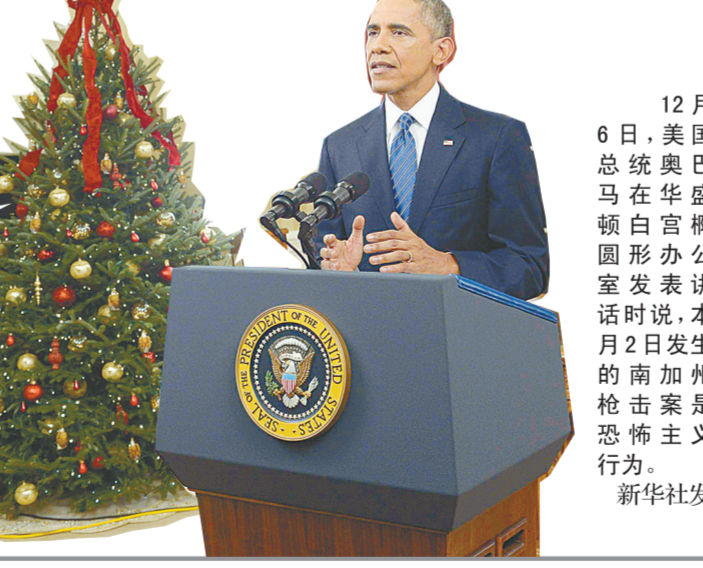 12月
6日，美国
总统奥巴
马在华盛
顿白宫椭
圆形办公
室发表讲
话时说，本
月2日发生
的南加州
枪击案是
恐怖主义
行为。
新华社发
SEAL OF THE PRESIDENT OF THE UNITED STATES